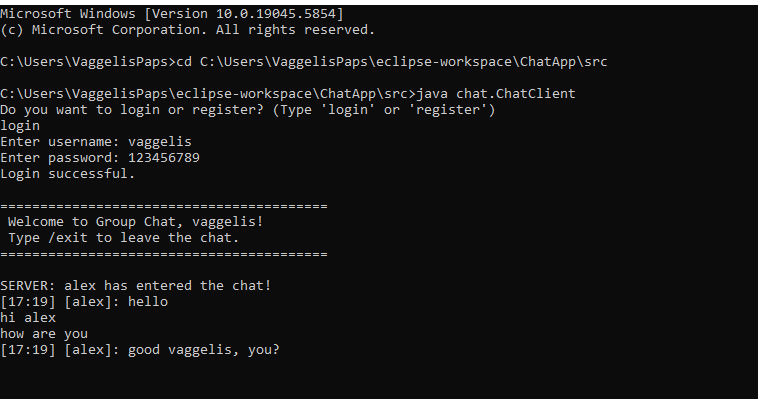 Microsoft Windows [Version 10.0.19045.5854]
(c) Microsoft Corporation. All rights reserved.
C:\Users\VaggelisPaps>cd C:\Users\VaggelisPaps\eclipse-workspace\ChatApp\src
C:\Users\VaggelisPaps\eclipse-workspace\ChatApp\src>java chat.ChatClient
Do you want to login or register? (Type 'login' or 'register')
login
Enter username: vaggelis
Enter password: 123456789
Login successful.
=========================================
Welcome to Group Chat, vaggelis!
Type /exit to leave the chat.
=========================================
SERVER: alex has entered the chat!
[17:19] [alex]: hello
hi alex
how are you
[17:19] [alex]: good vaggelis, you?